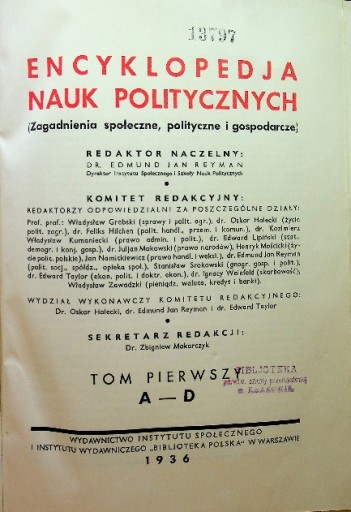 13797
ENCYKLOPEDJA
NAUK POLITYCZNYCH
(Zagadnienia społeczne, polityczne i gospodarcze)
REDAKTOR NACZELNY:
DR. EDMUND JAN REYMAN
Dyrektor Instytutu Społecznego i Szkoły Nauk Politycznych
KOMITET REDAKCYJNY:
REDAKTORZY ODPOWIEDZIALNI ZA POSZCZEGÓLNE DZIAŁY:
Prof. prof.: Władysław Grabski (sprawy i polit. agr.), dr. Oskar Halecki (życie
polit. zagr.), dr. Feliks Hilchen (polit. handl., przem. i komun.), dr. Kazimierz
Władysław Kumaniecki (prawo admin. i polit.), dr. Edward Lipiński (stat.,
demogr. i konj. gosp.), dr. Juljan Makowski (prawo narodów), Henryk Mościcki (ży-
cie polit. polskie), Jan Namitkiewicz (prawo handl. i weksl.), dr. Edmund Jan Reyman
(polit. socj., spółdz., opieka społ.), Stanisław Srokowski (geogr. gosp. i polit.),
dr. Edward Taylor (ekon. polit. i doktr. ekon.), dr. Ignacy Weinfeld (skarbowość),
Władysław Zawadzki (pieniądz, waluta, kredyt i banki).
WYDZIAŁ WYKONAWCZY KOMITETU REDAKCYJNEGO:
Dr. Oskar Halecki, dr. Edmund Jan Reyman i dr. Edward Taylor
SEKRETARZ REDAKCJI:
Dr. Zbigniew Makarczyk
TOM PIERWSZY
BIBLIOTEKA
A — D
WYDAWNICTWO INSTYTUTU SPOŁECZNEGO
I INSTYTUTU WYDAWNICZEGO „BIBLJOTEKA POLSKA" W WARSZAWIE
1936